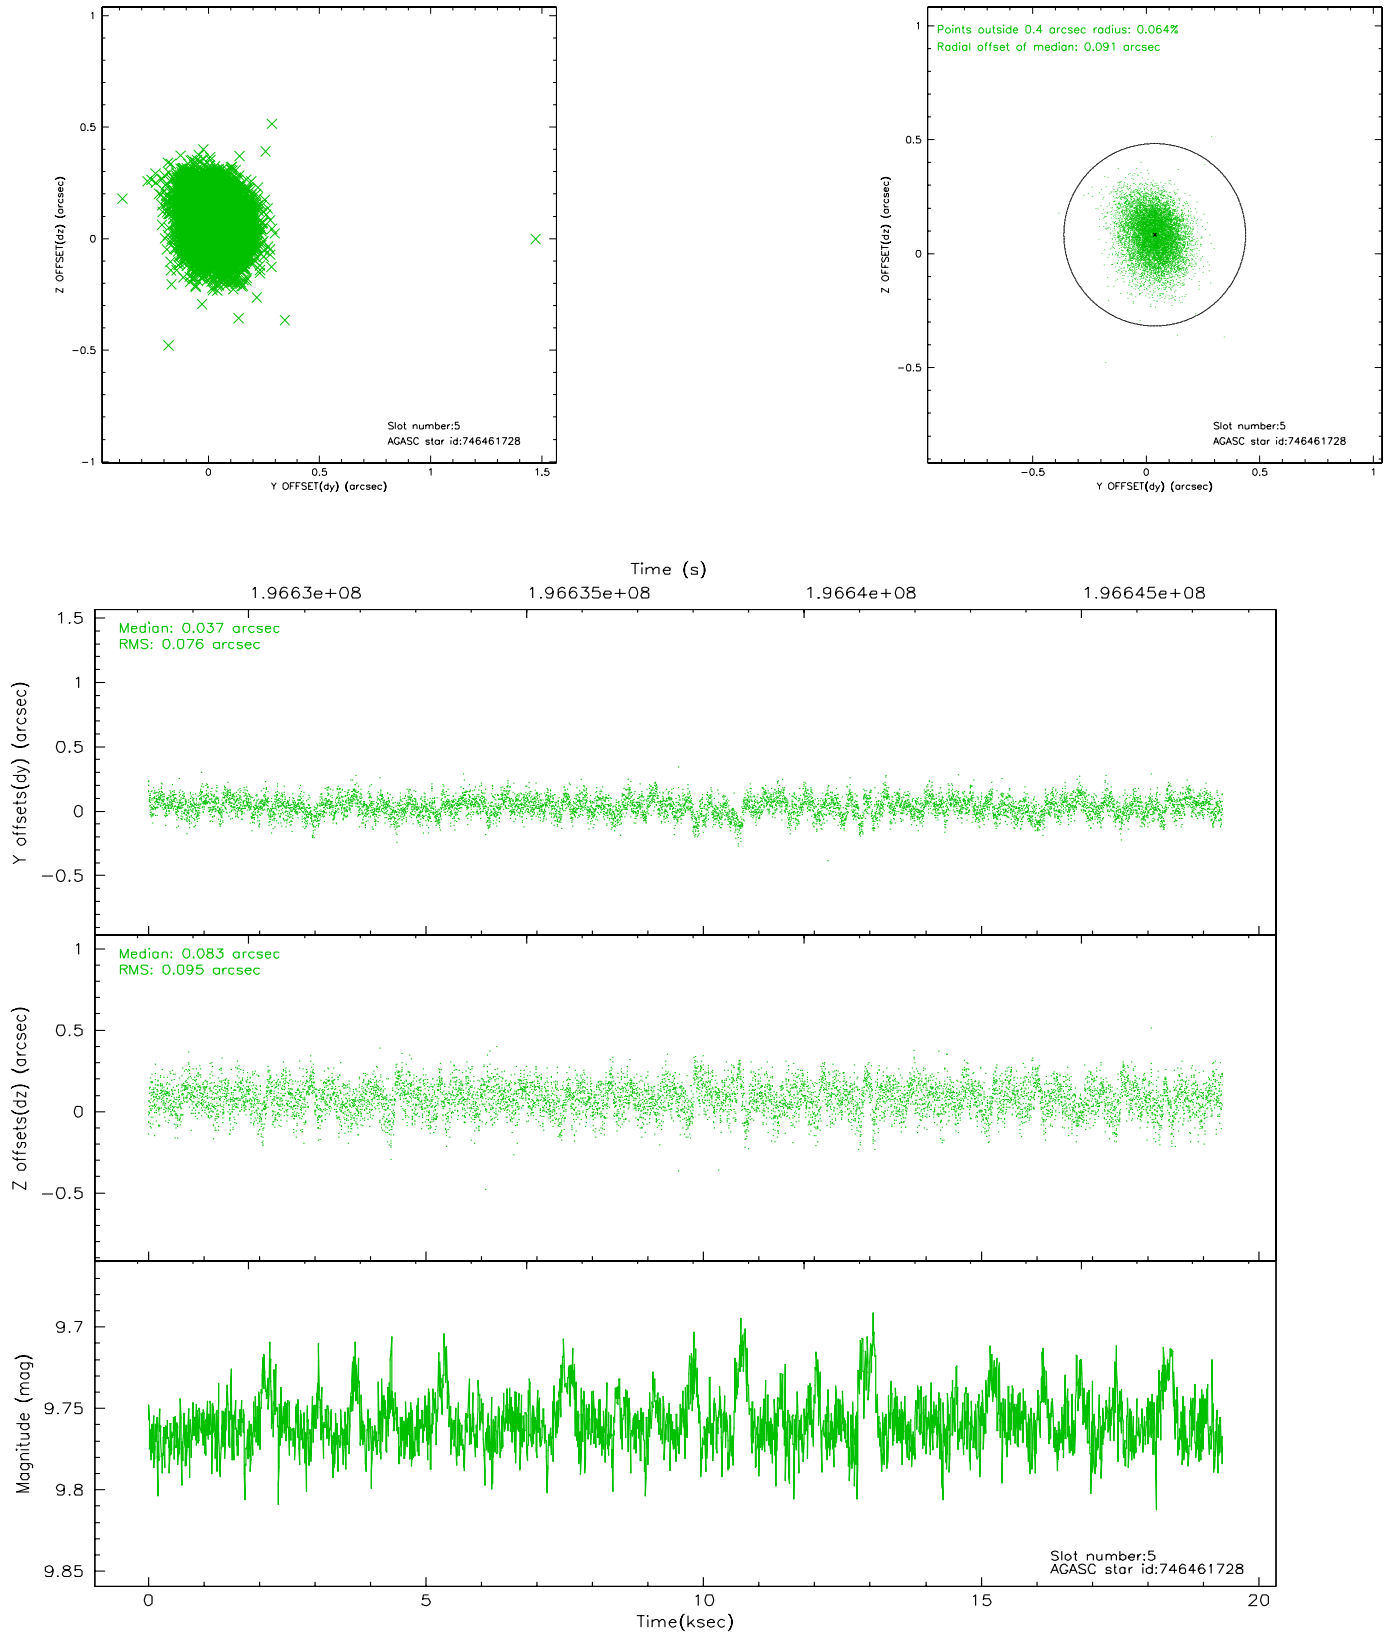 1
0.5
0
−0.5
−1
Z OFFSET(dz) (arcsec)
0
0.5
1
1.5
Y OFFSET(dy) (arcsec)
Slot number:5
AGASC star id:746461728
Points outside 0.4 arcsec radius: 0.064%
Radial offset of median: 0.091 arcsec
1
0.5
0
−0.5
Z OFFSET(dz) (arcsec)
−0.5
0
0.5
1
Y OFFSET(dy) (arcsec)
Slot number:5
AGASC star id:746461728
Time (s)
1.9663e+08
1.96635e+08
1.9664e+08
1.96645e+08
Median: 0.037 arcsec
RMS: 0.076 arcsec
1.5
1
0.5
0
−0.5
Y offsets(dy) (arcsec)
Median: 0.083 arcsec
RMS: 0.095 arcsec
1
0.5
0
−0.5
Z offsets(dz) (arcsec)
9.7
9.75
9.8
9.85
Magnitude (mag)
Slot number:5
AGASC star id:746461728
0
5
10
15
20
Time(ksec)